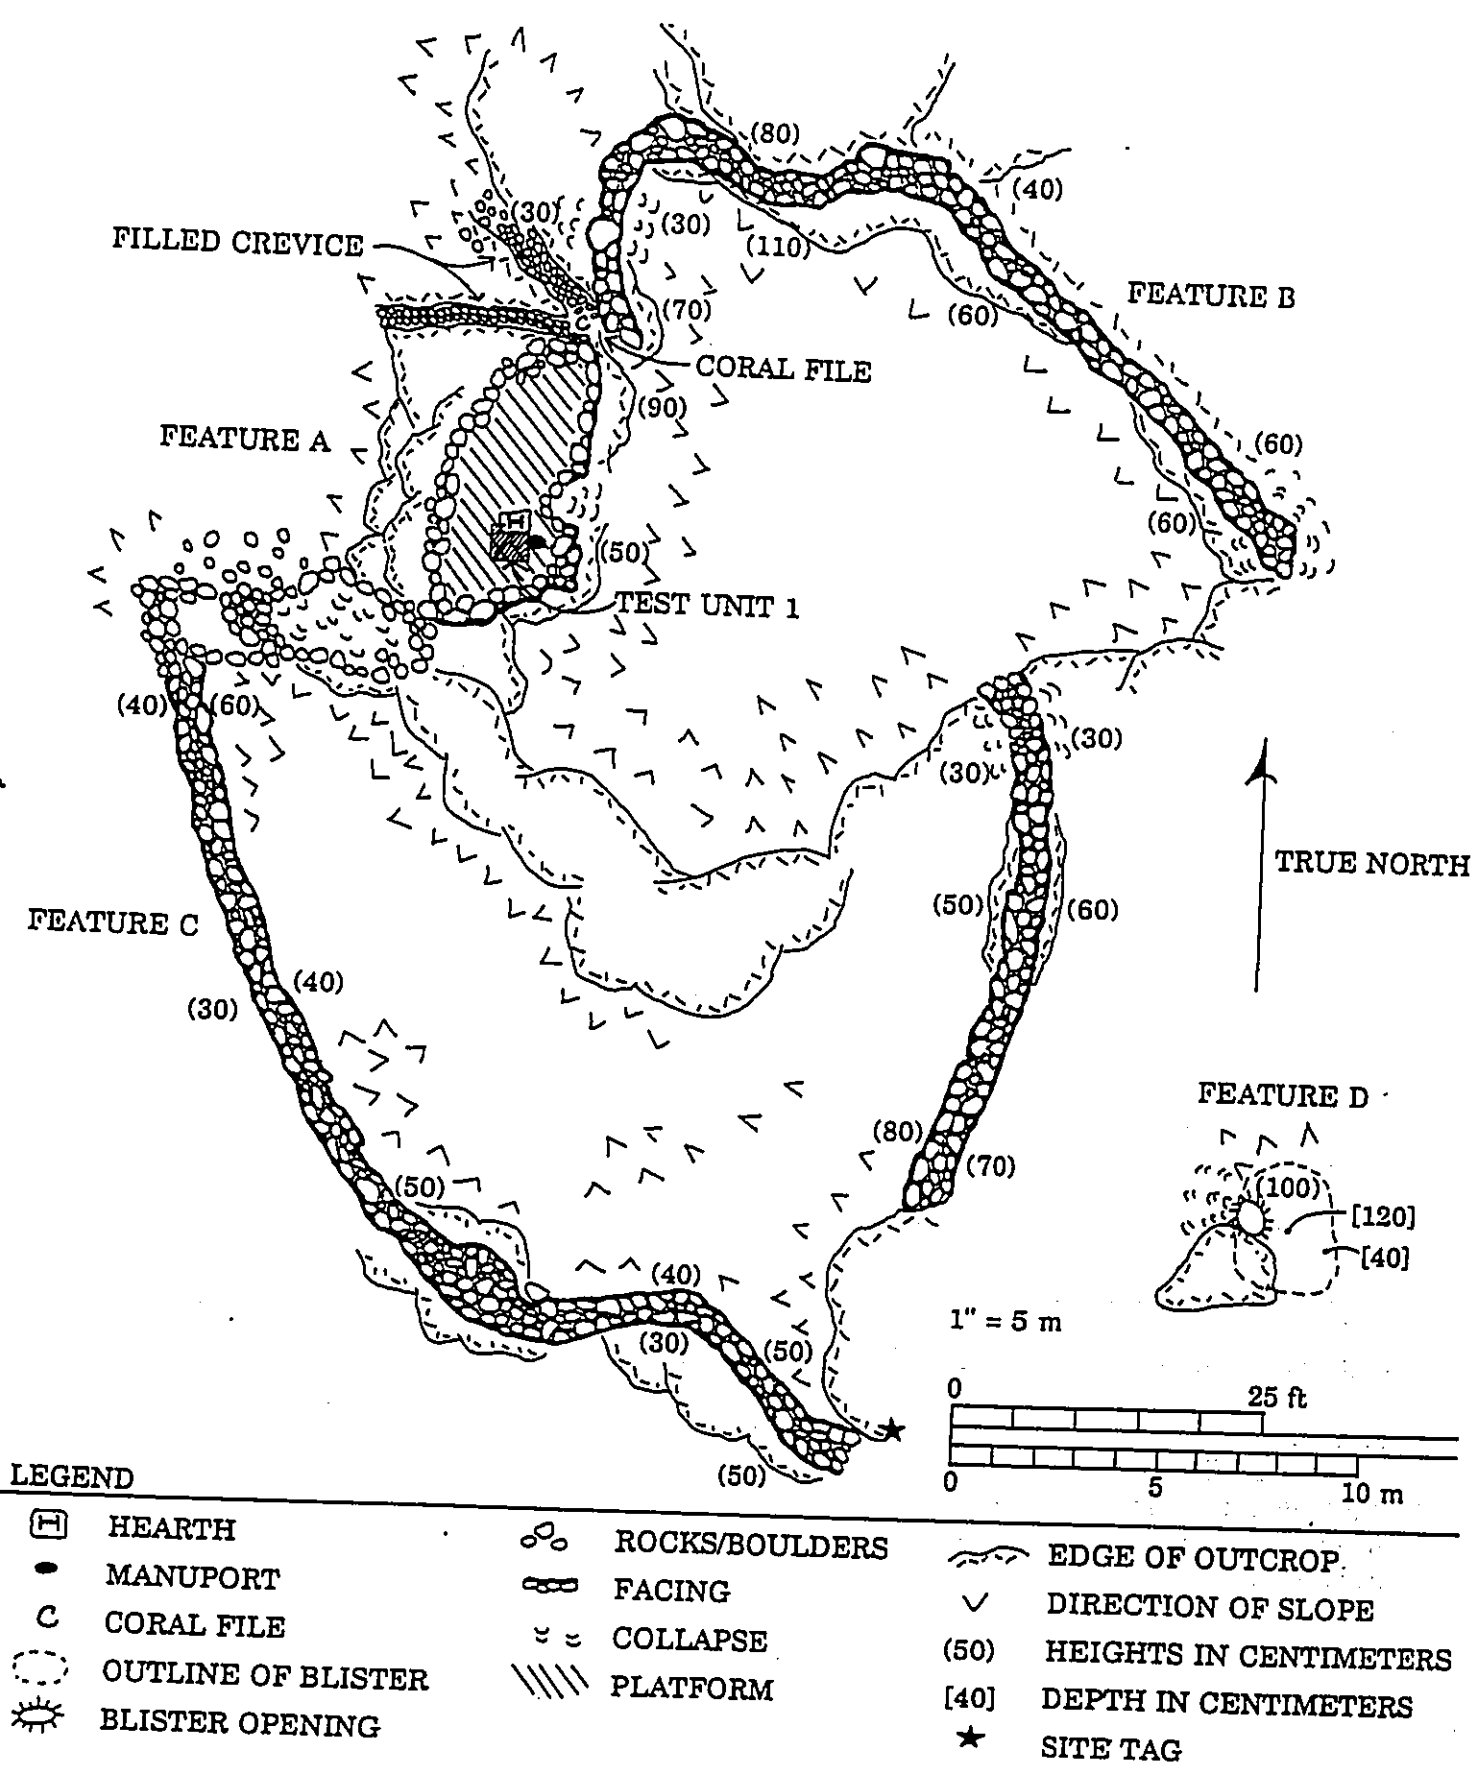 (80)
(40)
(30)
(30)
FILLED CREVICE
(110)
FEATURE B
(70)
(60)
C
CORAL FILE
(90)
FEATURE A
(60)
H
(60)
(50)
TEST UNIT 1
(40)
(60)
(30)
(30)
TRUE NORTH
(50)
(60)
FEATURE C
(40)
(30)
FEATURE D
(80)
(70)
(50)
(100)
[120]
[40]
(40)
1" = 5 m
(30)
(50)
0
25 ft
(50)
0
5
10 m
LEGEND
H HEARTH
MANUPORT
C CORAL FILE
OUTLINE OF BLISTER
BLISTER OPENING
ROCKS/BOULDERS
FACING
COLLAPSE
PLATFORM
EDGE OF OUTCROP
DIRECTION OF SLOPE
(50) HEIGHTS IN CENTIMETERS
[40] DEPTH IN CENTIMETERS
SITE TAG